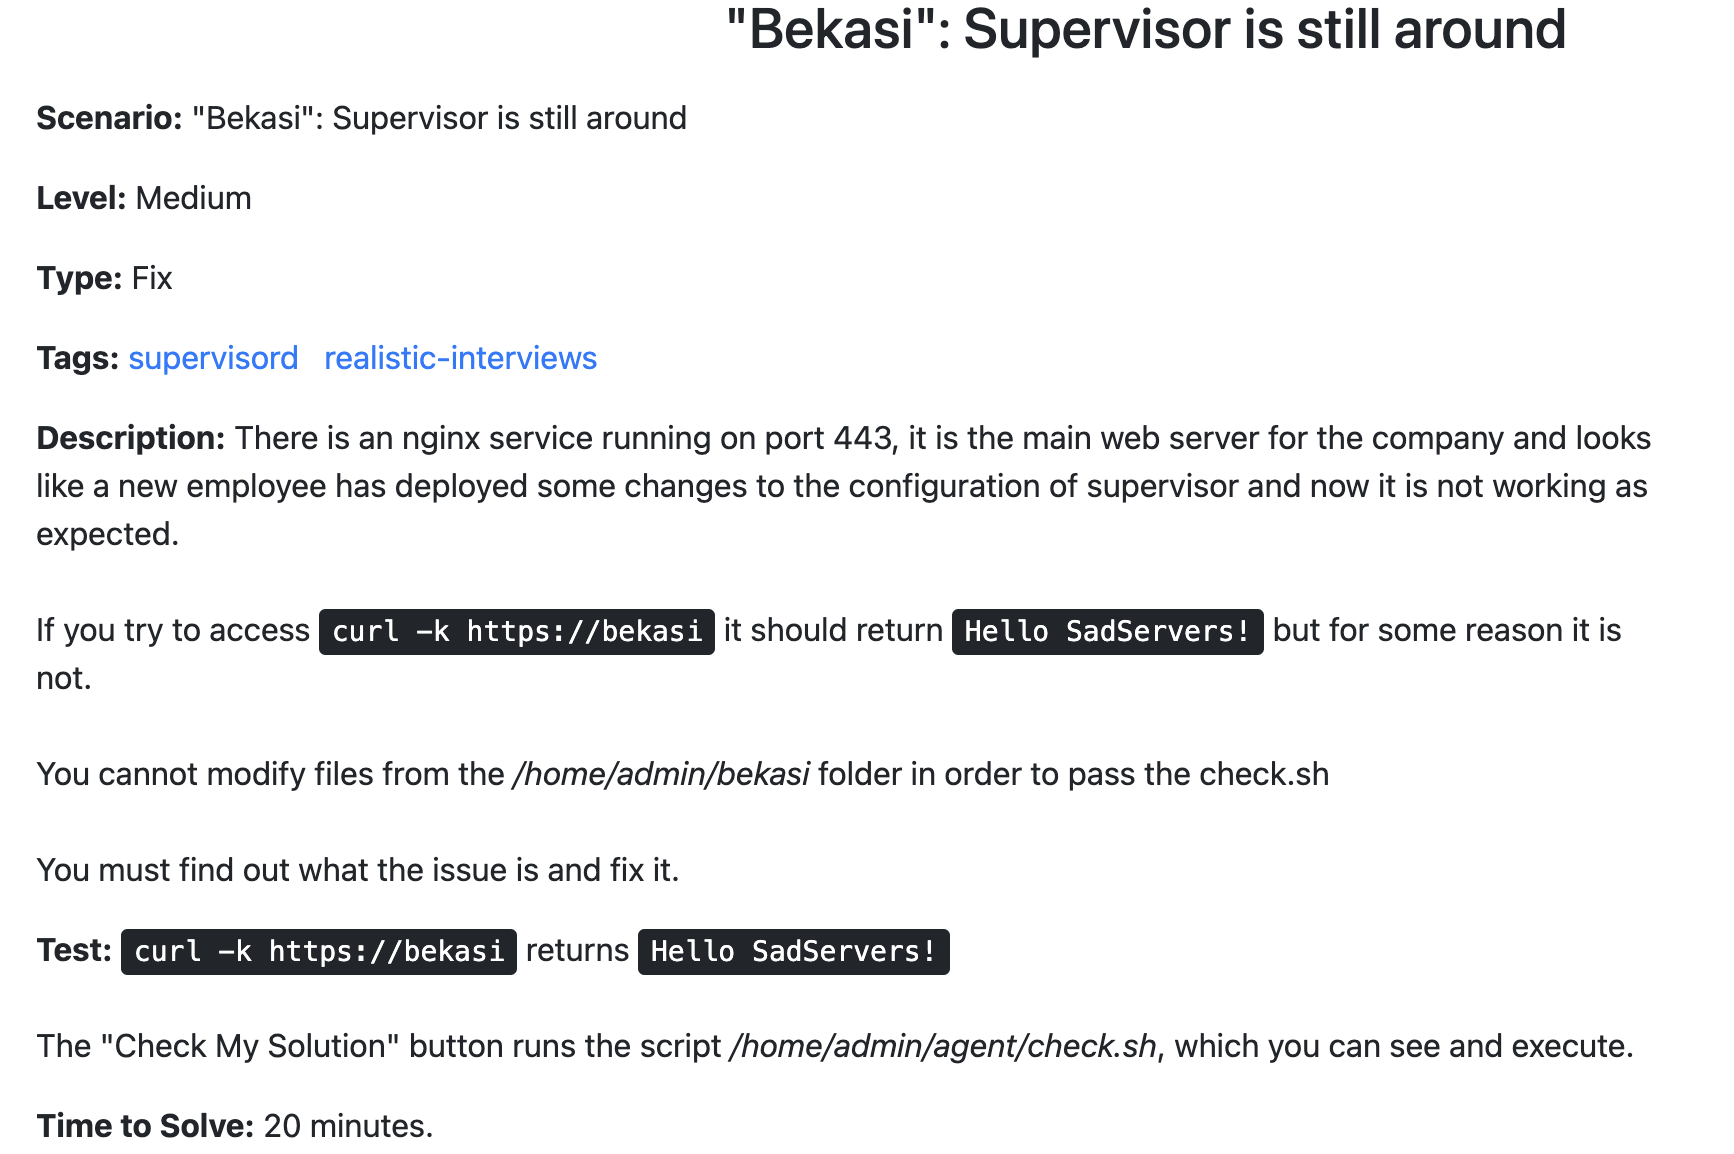 "Bekasi": Supervisor is still around
Scenario: "Bekasi": Supervisor is still around
Level: Medium
Type: Fix
Tags: supervisord realistic-interviews
Description: There is an nginx service running on port 443, it is the main web server for the company and looks
like a new employee has deployed some changes to the configuration of supervisor and now it is not working as
expected.
If you try to access curl -k https://bekasi it should return Hello SadServers! but for some reason it is
not.
You cannot modify files from the /home/admin/bekasi folder in order to pass the check.sh
You must find out what the issue is and fix it.
Test: curl -k https://bekasi returns Hello SadServers!
The "Check My Solution" button runs the script /home/admin/agent/check.sh, which you can see and execute.
Time to Solve: 20 minutes.